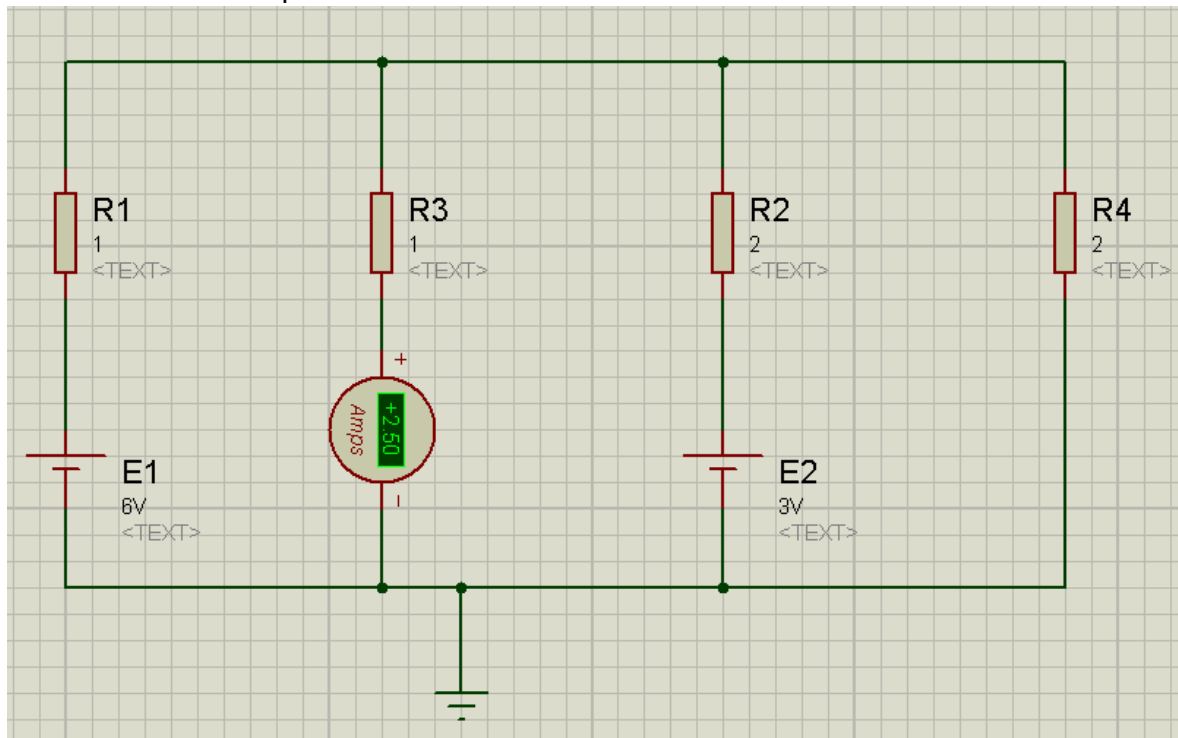 R1
1
<TEXT>
R3
1
<TEXT>
R2
2
<TEXT>
R4
2
<TEXT>
+
+2.50
Amps
-
E1
6V
<TEXT>
E2
3V
<TEXT>